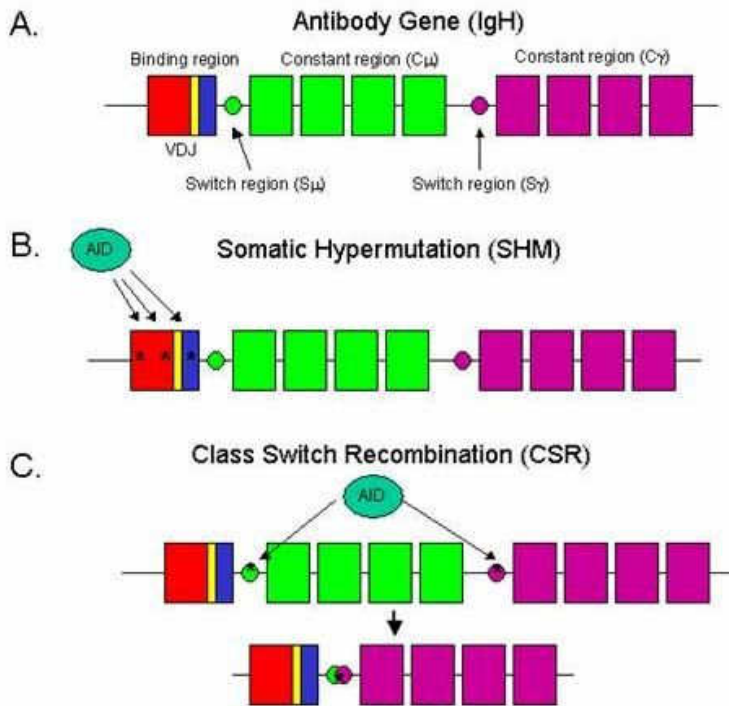 A.
Antibody Gene (IgH)
Binding region
Constant region (Cμ)
Constant region (Cγ)
VDJ
Switch region (Sμ)
Switch region (Sγ)
B.
AID
Somatic Hypermutation (SHM)
* * *
C.
Class Switch Recombination (CSR)
AID
* *
*